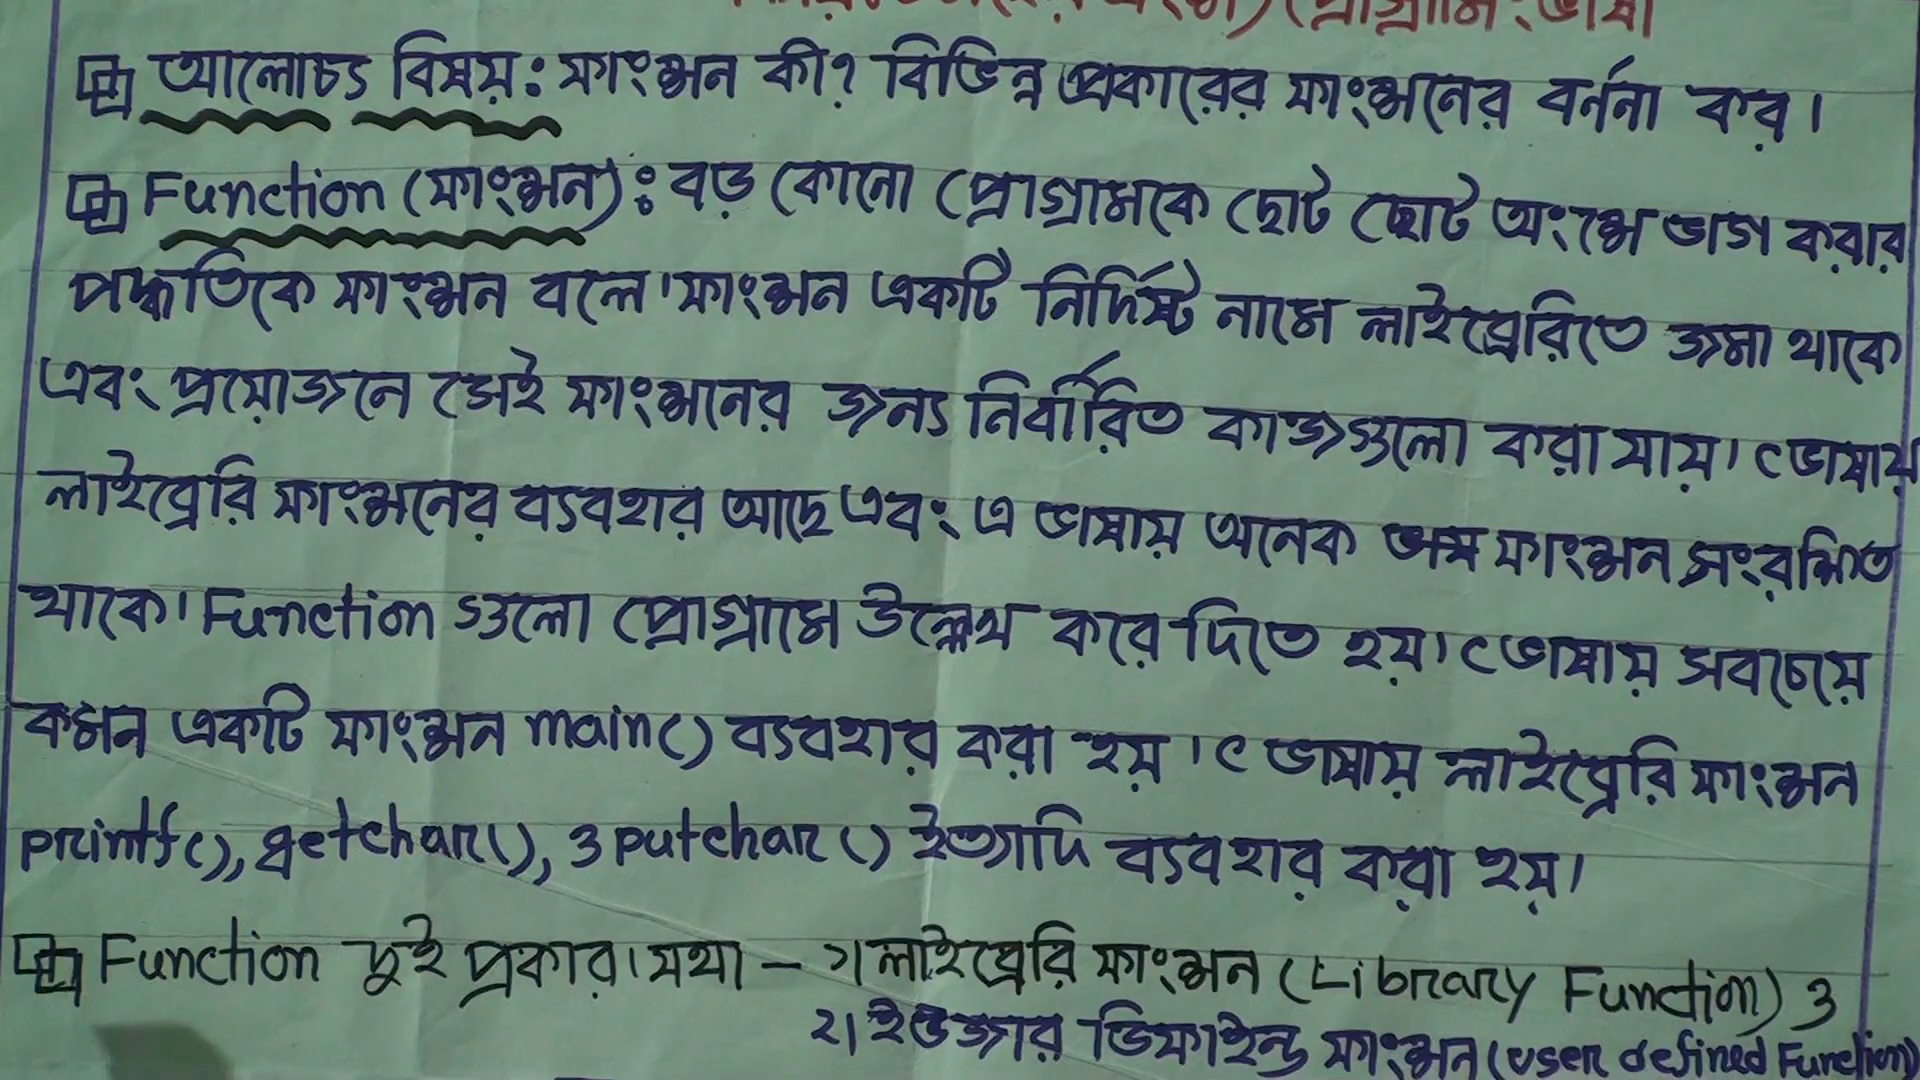 প্রোগ্রামিং ভাষা
আলোচ্য বিষয়: ফাংশন কী? বিভিন্ন প্রকারের ফাংশনের বর্ননা কর।
Function (ফাংশন): বড় কোনো প্রোগ্রামকে ছোট ছোট অংশে ভাগ করার
পদ্ধতিকে ফাংশন বলে। ফাংশন একটি নির্দিষ্ট নামে লাইব্রেরিতে জমা থাকে
এবং প্রয়োজনে সেই ফাংশনের জন্য নির্বারিত কাজগুলো করা যায়। C ভাষায়
লাইব্রেরি ফাংশনের ব্যবহার আছে এবং এ ভাষায় অনেক ফাংশন সংরক্ষিত
থাকে। Function গুলো প্রোগ্রামে উল্লেখ করে দিতে হয়। C ভাষায় সবচেয়ে
কমন একটি ফাংশন main() ব্যবহার করা হয়। C ভাষায় লাইব্রেরি ফাংশন
printf(), getchar(), ও putchar() ইত্যাদি ব্যবহার করা হয়।
Function দুই প্রকার। যথা – ১। লাইব্রেরি ফাংশন (Library Function) ও
২। ইউজার ডিফাইন্ড ফাংশন (user defined Function)